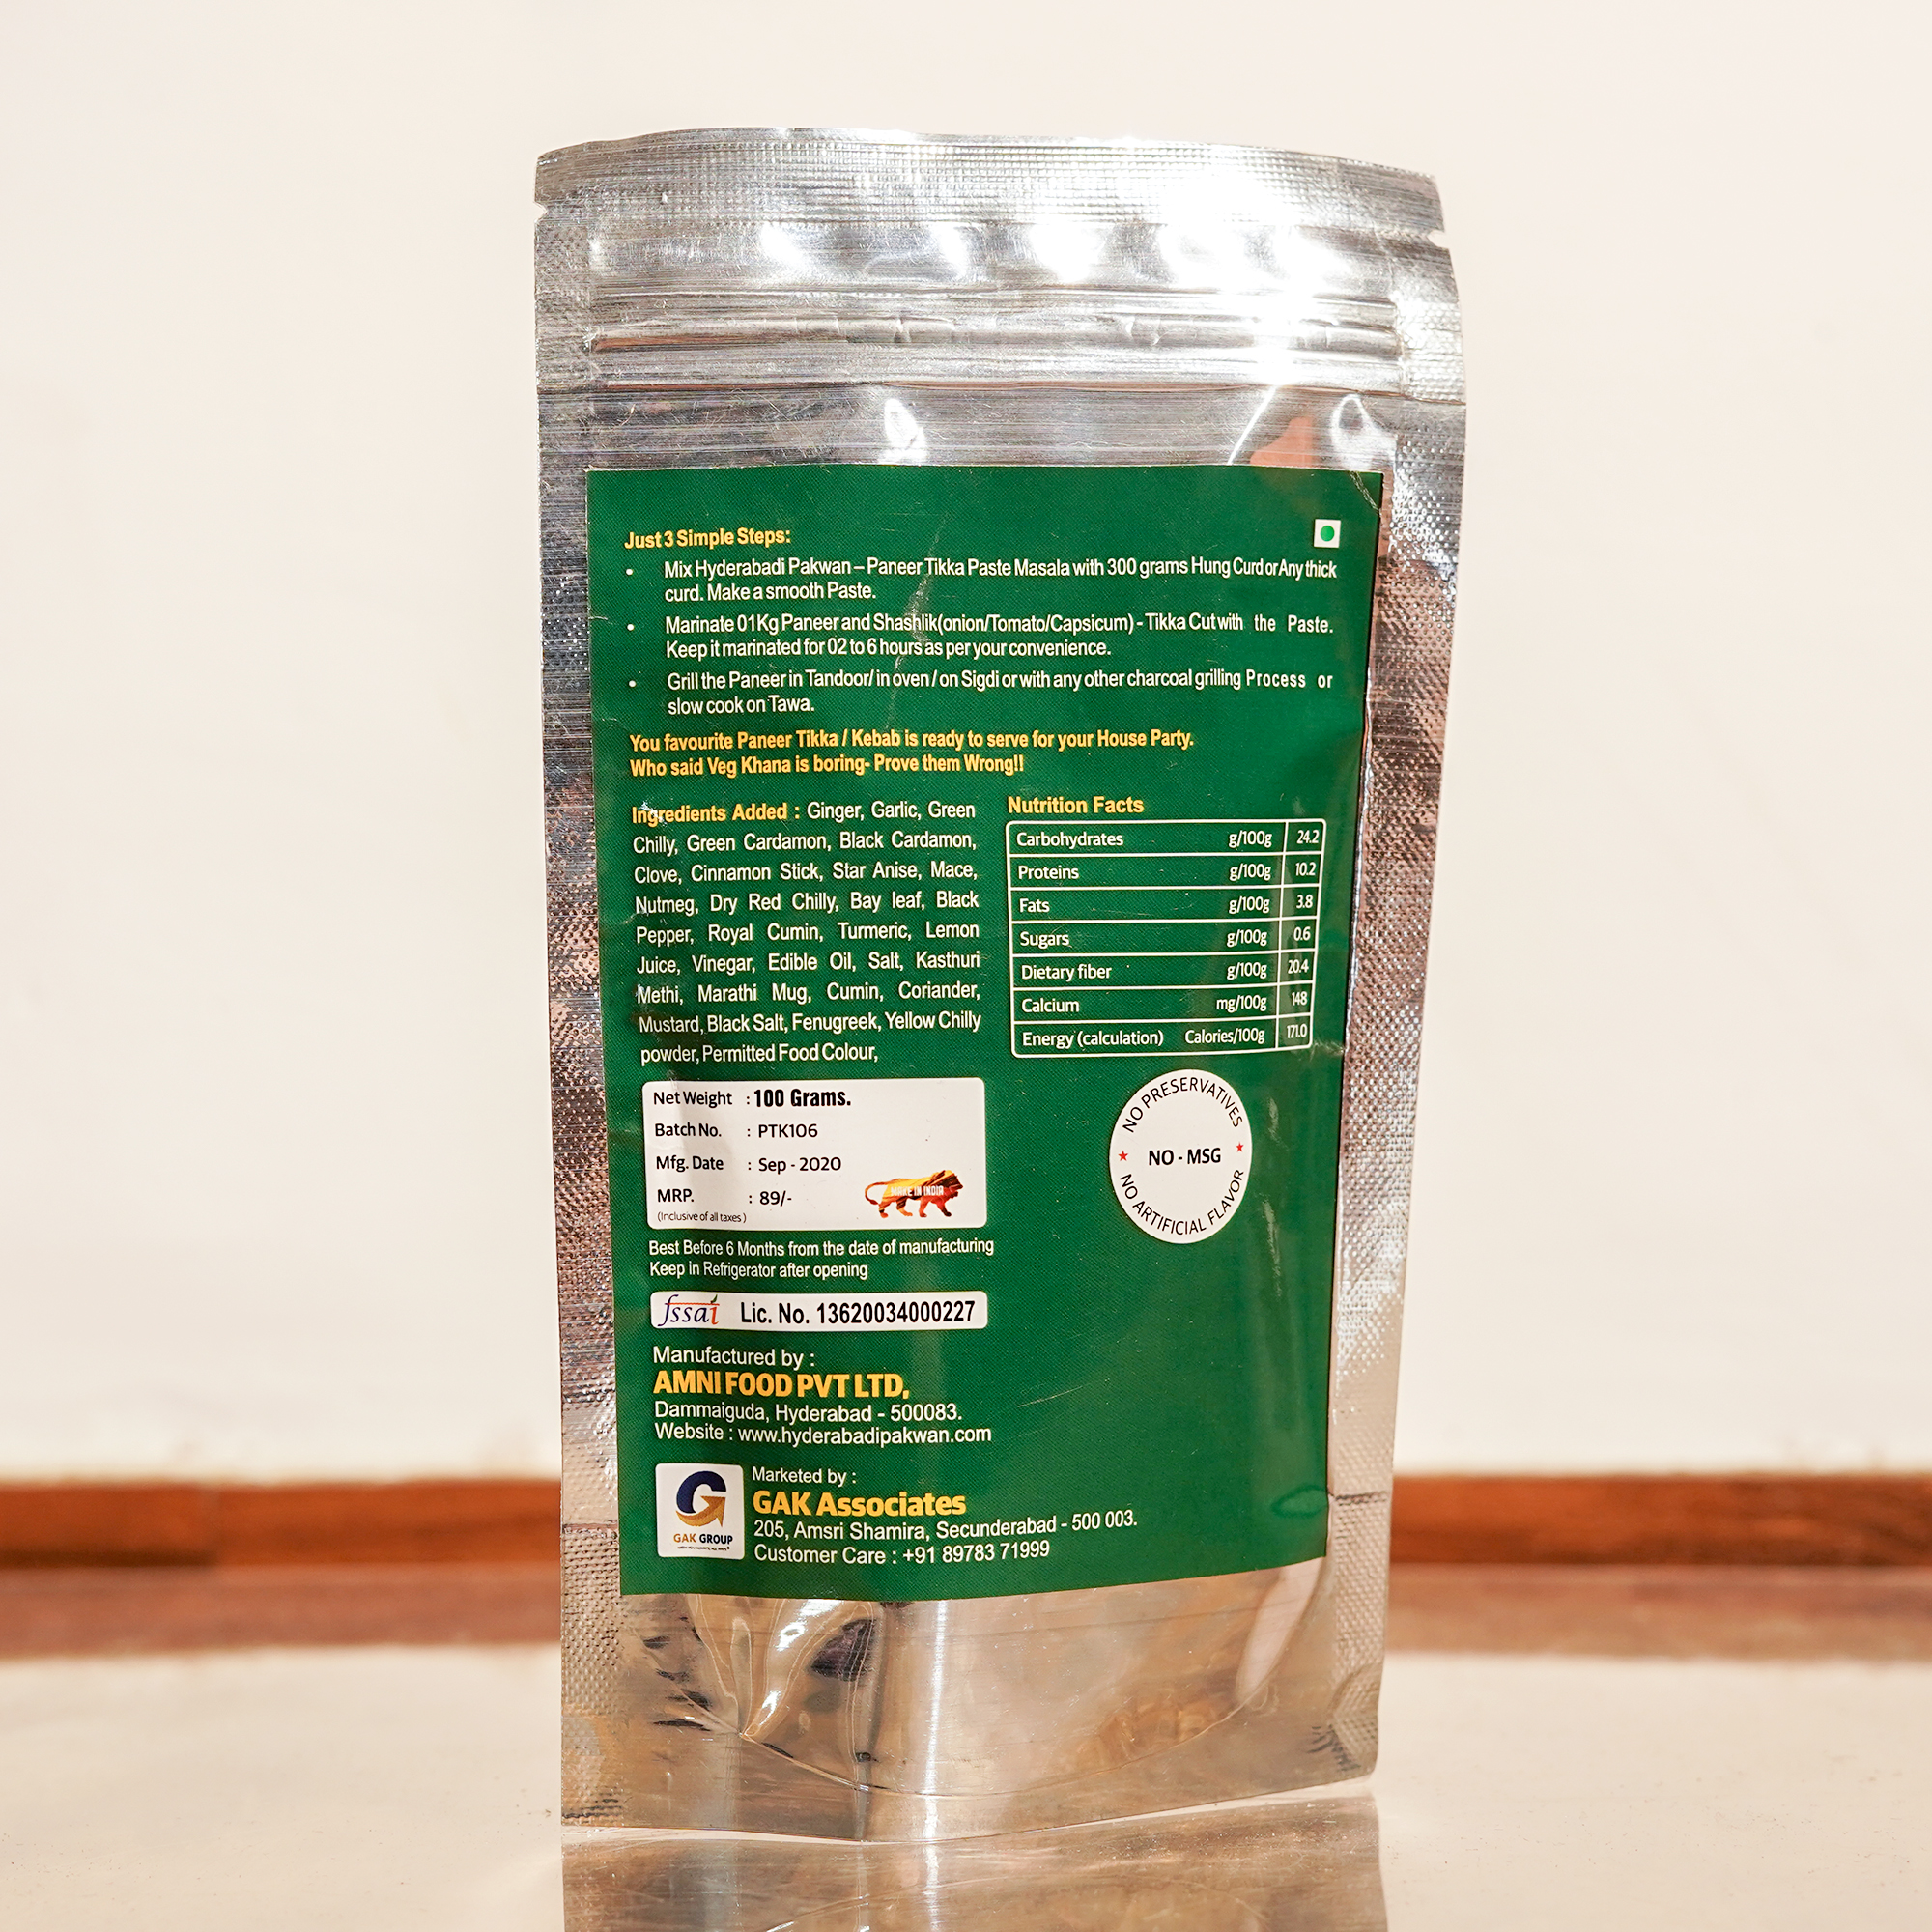 Just 3 Simple Steps:
• Mix Hyderabadi Pakwan – Paneer Tikka Paste Masala with 300 grams Hung Curd or Any thick
curd. Make a smooth Paste.
• Marinate 01Kg Paneer and Shashlik(onion/Tomato/Capsicum) - Tikka Cut with the Paste.
Keep it marinated for 02 to 6 hours as per your convenience.
• Grill the Paneer in Tandoor/ in oven / on Sigdi or with any other charcoal grilling Process or
slow cook on Tawa.
You favourite Paneer Tikka / Kebab is ready to serve for your House Party.
Who said Veg Khana is boring- Prove them Wrong!!
Ingredients Added : Ginger, Garlic, Green
Chilly, Green Cardamon, Black Cardamon,
Clove, Cinnamon Stick, Star Anise, Mace,
Nutmeg, Dry Red Chilly, Bay leaf, Black
Pepper, Royal Cumin, Turmeric, Lemon
Juice, Vinegar, Edible Oil, Salt, Kasthuri
Methi, Marathi Mug, Cumin, Coriander,
Mustard, Black Salt, Fenugreek, Yellow Chilly
powder, Permitted Food Colour,
Nutrition Facts
Carbohydrates g/100g 24.2
Proteins g/100g 10.2
Fats g/100g 3.8
Sugars g/100g 0.6
Dietary fiber g/100g 20.4
Calcium mg/100g 148
Energy (calculation) Calories/100g 171.0
Net Weight : 100 Grams.
Batch No. : PTK106
Mfg. Date : Sep - 2020
MRP. : 89/-
(Inclusive of all taxes)
MAKE IN INDIA
NO PRESERVATIVES
NO - MSG
NO ARTIFICIAL FLAVOR
Best Before 6 Months from the date of manufacturing
Keep in Refrigerator after opening
fssai Lic. No. 13620034000227
Manufactured by :
AMNI FOOD PVT LTD.
Dammaiguda, Hyderabad - 500083.
Website : www.hyderabadipakwan.com
GAK GROUP
Marketed by :
GAK Associates
205, Amsri Shamira, Secunderabad - 500 003.
Customer Care : +91 89783 71999